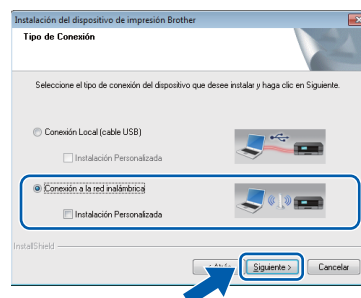 Instalación del dispositivo de impresión Brother
Tipo de Conexión
Seleccione el tipo de conexión del dispositivo que desee instalar y haga clic en Siguiente.
Conexión Local (cable USB)
Instalación Personalizada
Conexión a la red inalámbrica
Instalación Personalizada
InstallShield
Siguiente > Cancelar